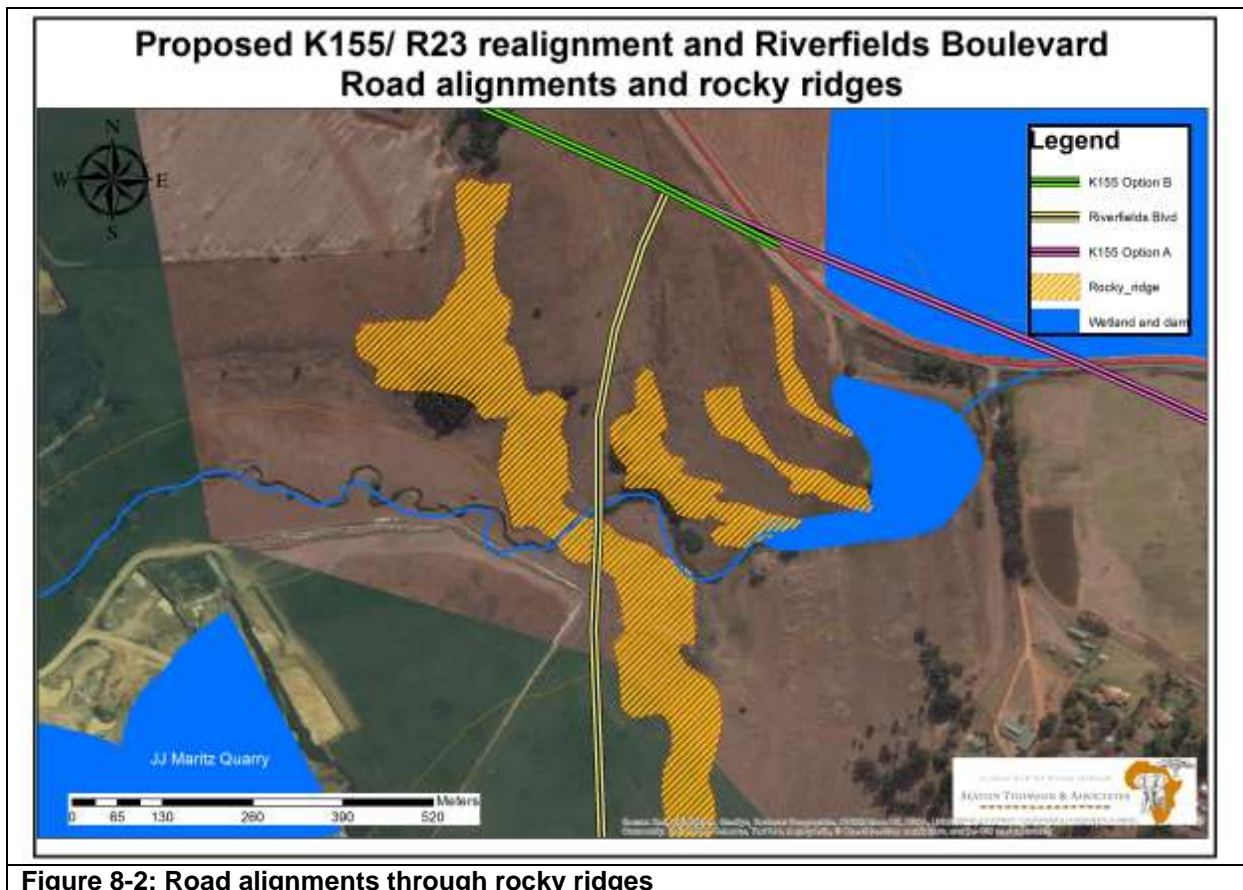 Proposed K155/ R23 realignment and Riverfields Boulevard
Road alignments and rocky ridges
N
W E
S
Legend
K155 Option B
Riverfields Blvd
K155 Option A
Rocky_ridge
Wetland and dam
JJ Maritz Quarry
Meters
0 65 130 260 390 520
& ASSOCIATES
Figure 8-2: Road alignments through rocky ridges